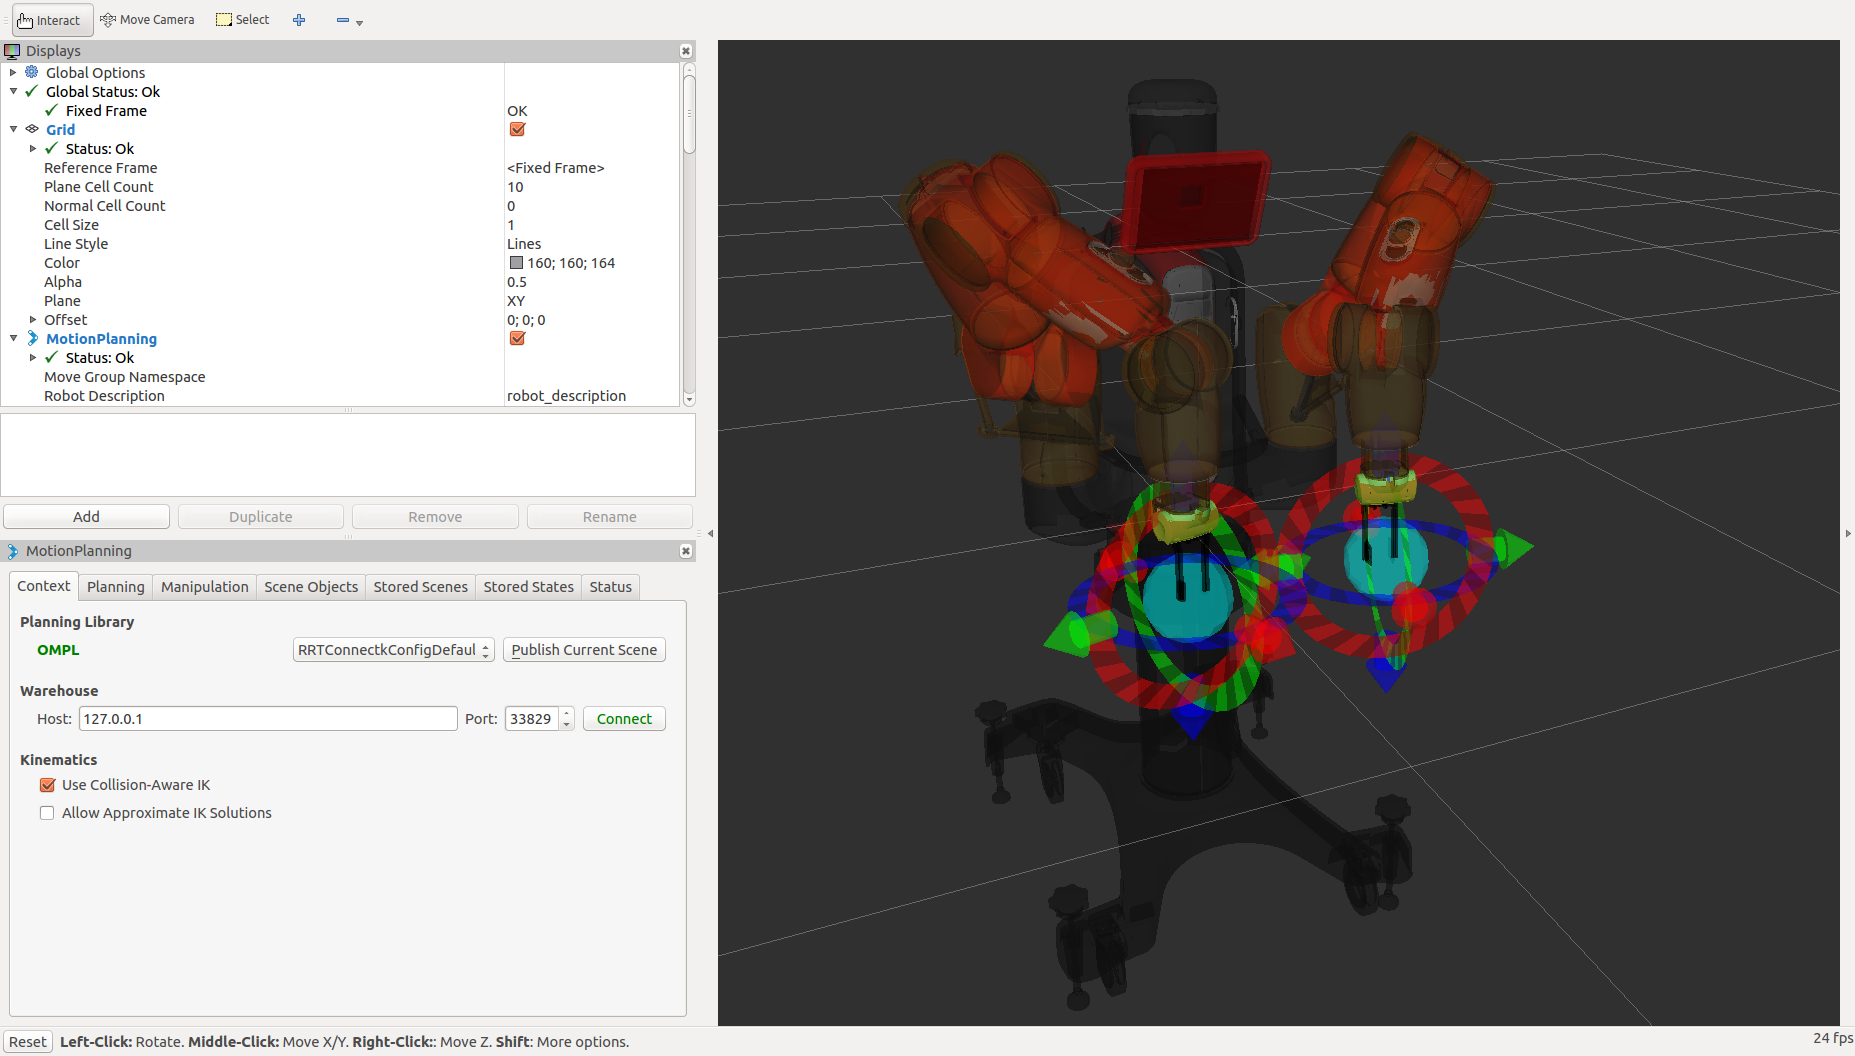 Interact Move Camera Select
Displays
Global Options
Global Status: Ok
Fixed Frame OK
Grid
Status: Ok
Reference Frame <Fixed Frame>
Plane Cell Count 10
Normal Cell Count 0
Cell Size 1
Line Style Lines
Color 160; 160; 164
Alpha 0.5
Plane XY
Offset 0; 0; 0
MotionPlanning
Status: Ok
Move Group Namespace
Robot Description robot_description
Add Duplicate Remove Rename
MotionPlanning
Context Planning Manipulation Scene Objects Stored Scenes Stored States Status
Planning Library
OMPL RRTConnectkConfigDefaul Publish Current Scene
Warehouse
Host: 127.0.0.1 Port: 33829 Connect
Kinematics
Use Collision-Aware IK
Allow Approximate IK Solutions
Reset Left-Click: Rotate. Middle-Click: Move X/Y. Right-Click:: Move Z. Shift: More options. 24 fps